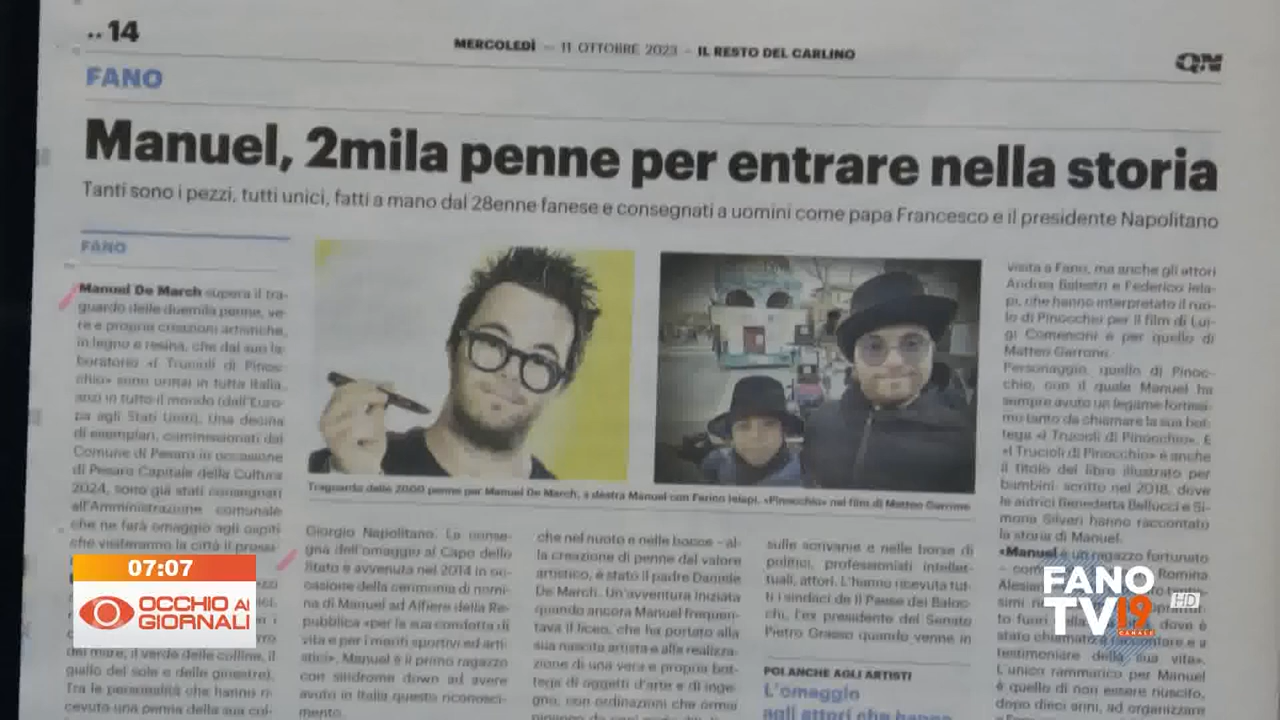 14
MERCOLEDÌ — 11 OTTOBRE 2023 – IL RESTO DEL CARLINO
QN
FANO
Manuel, 2mila penne per entrare nella storia
Tanti sono i pezzi, tutti unici, fatti a mano dal 28enne fanese e consegnati a uomini come papa Francesco e il presidente Napolitano
FANO
Manuel De March supera il tra-
guardo delle duemila penne, ve-
re e proprie creazioni artistiche,
in legno e resina, che dal suo la-
boratorio «I Trucioli di Pinoc-
chio» sono ormai in tutta Italia,
anzi in tutto il mondo (dall'Euro-
pa agli Stati Uniti). Una decina
di esemplari, commissionati dal
Comune di Pesaro in occasione
di Pesaro Capitale della Cultura
2024, sono già stati consegnati
all'Amministrazione comunale
che ne farà omaggio agli ospiti
che visiteranno la città il prossi-
del mare, il verde delle colline, il
giallo del sole e delle ginestre).
Tra le personalità che hanno ri-
cevuto una penna della sua col-
Traguardo delle 2000 penne per Manuel De March, a destra Manuel con Ielapi, «Pinocchio» nel film di Matteo Garrone
Giorgio Napolitano. La conse-
gna dell'omaggio al Capo dello
Stato è avvenuta nel 2014 in oc-
casione della cerimonia di nomi-
na di Manuel ad Alfiere della Re-
pubblica «per la sua condotta di
vita e per i meriti sportivi ed arti-
stici». Manuel è il primo ragazzo
con sindrome down ad avere
avuto in Italia questo riconosci-
mento.
che nel nuoto e nelle bocce – al-
la creazione di penne dal valore
artistico, è stato il padre Daniele
De March. Un'avventura iniziata
quando ancora Manuel frequen-
tava il liceo, che ha portato alla
sua nascita artista e alla realizza-
zione di una vera e propria bot-
tega di oggetti d'arte e di inge-
gno, con ordinazioni che ormai
sulle scrivanie e nelle borse di
politici, professionisti intellet-
tuali, attori. L'hanno ricevuta tut-
ti i sindaci de Il Paese dei Baloc-
chi, l'ex presidente del Senato
Pietro Grasso quando venne in
POI ANCHE AGLI ARTISTI
L'omaggio
agli attori che hanno
visita a Fano, ma anche gli attori
Andrea Balestri e Federico Iela-
pi, che hanno interpretato il ruo-
lo di Pinocchio per il film di Lui-
gi Comencini e per quello di
Matteo Garrone.
Personaggio, quello di Pinoc-
chio, con il quale Manuel ha
sempre avuto un legame fortissi-
mo tanto da chiamare la sua bot-
tega «I Trucioli di Pinocchio». E
«I Trucioli di Pinocchio» è anche
il titolo del libro illustrato per
bambini, scritto nel 2018, dove
le autrici Benedetta Bellucci e Si-
mona Silveri hanno raccontato
la storia di Manuel.
«Manuel è un ragazzo fortunato
Romina
testimoniare della sua vita».
L'unico rammarico per Manuel
è quello di non essere riuscito,
dopo dieci anni, ad organizzare
07:07
OCCHIO AI
GIORNALI
FANO
TV19
CANALE
HD